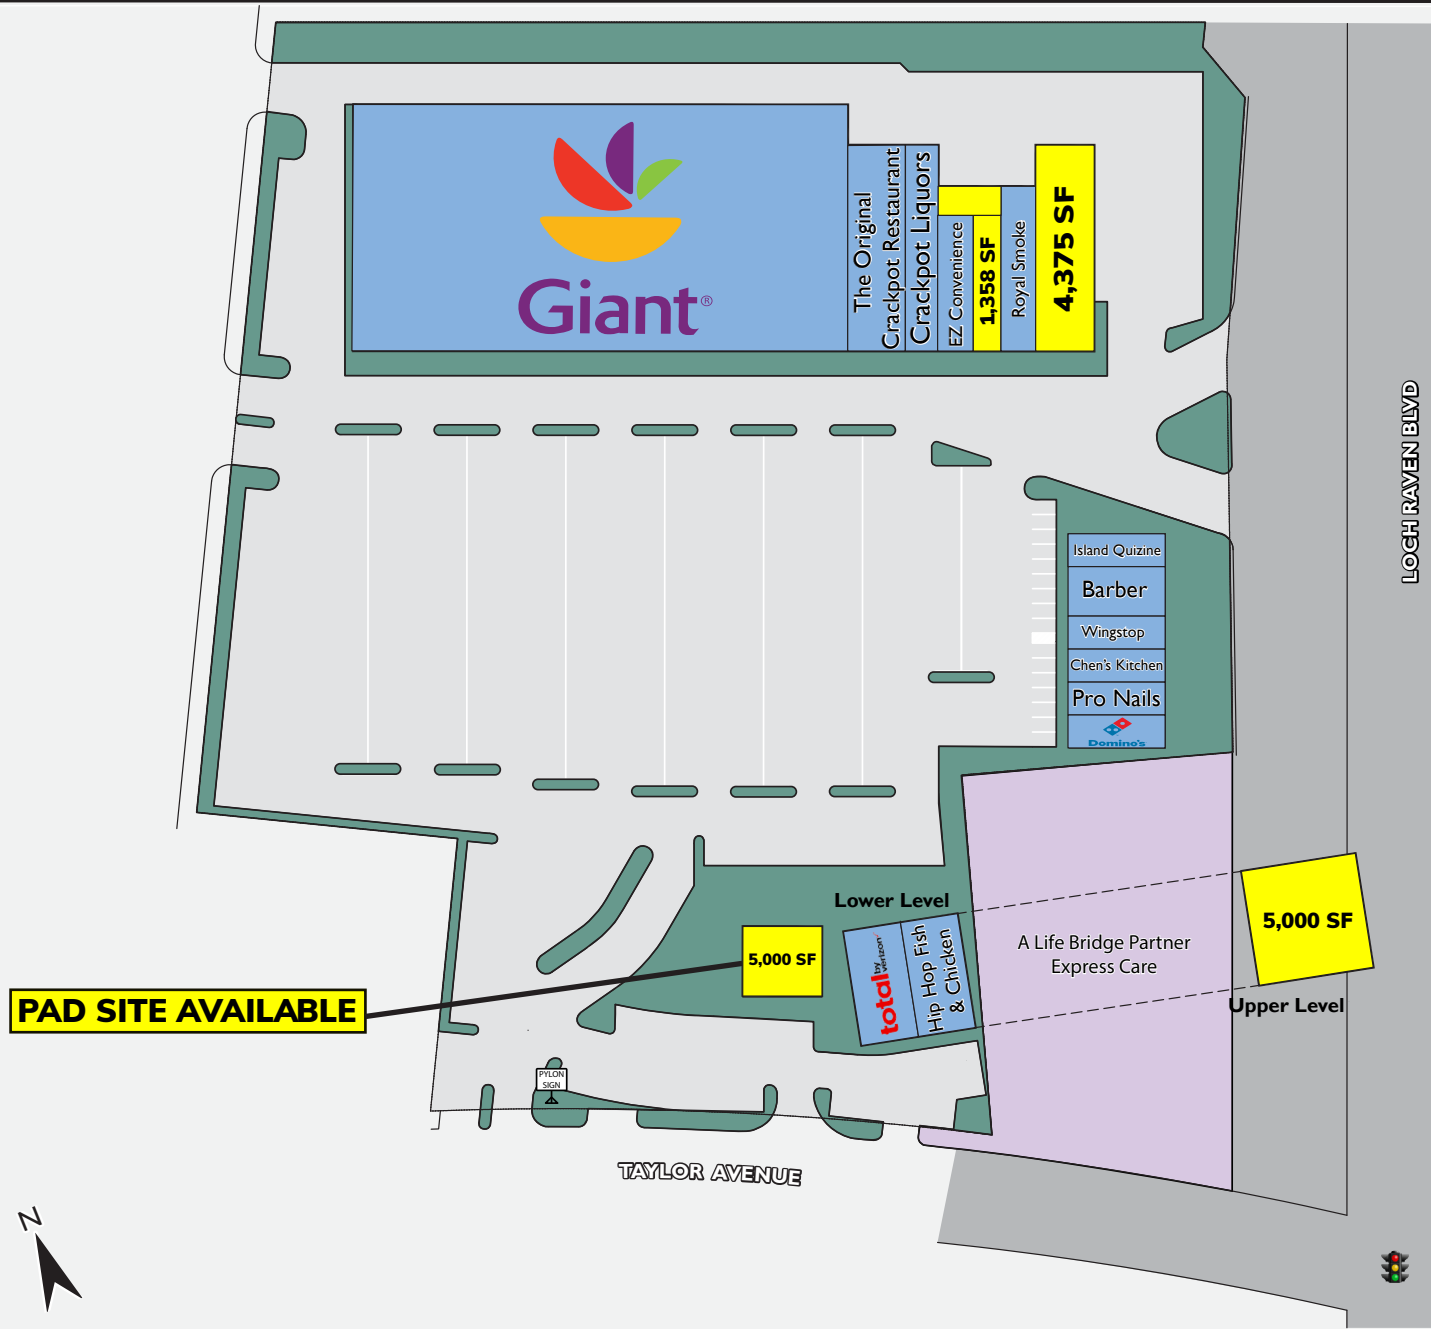 Giant®
The Original
Crackpot Restaurant
Crackpot Liquors
EZ Convenience
1,358 SF
Royal Smoke
4,375 SF
LOCH RAVEN BLVD
Island Quizine
Barber
Wingstop
Chen's Kitchen
Pro Nails
Domino's
Lower Level
5,000 SF
total by verizon
Hip Hop Fish
& Chicken
A Life Bridge Partner
Express Care
5,000 SF
Upper Level
PAD SITE AVAILABLE
PYLON
SIGN
TAYLOR AVENUE
N